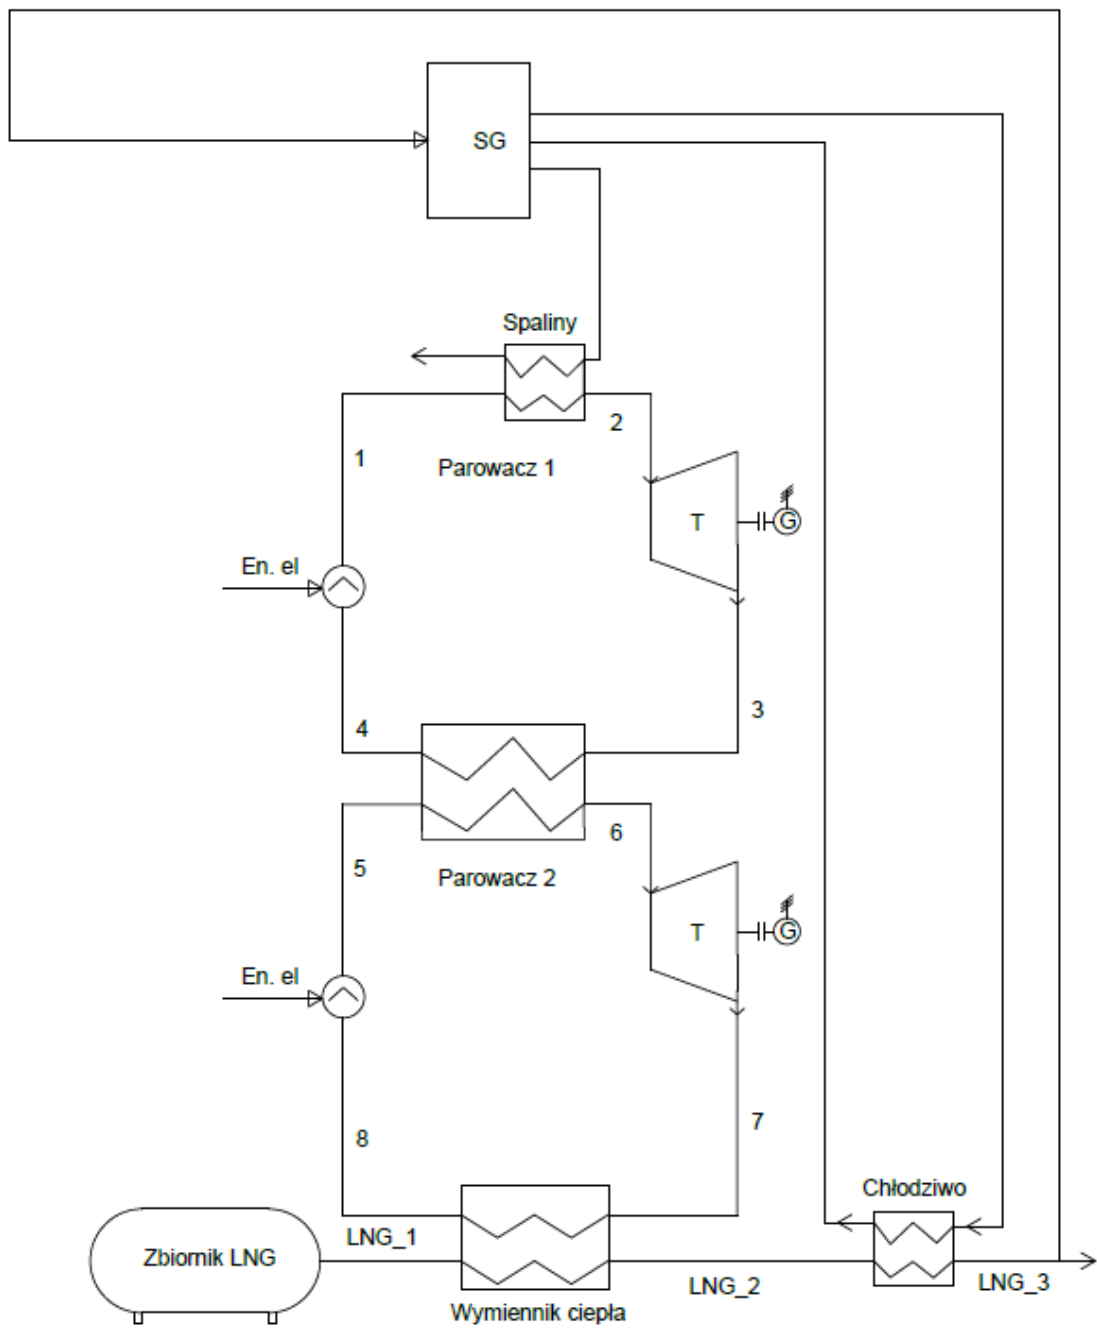 SG
Spaliny
2
1
Parowacz 1
T
G
En. el
3
4
6
5
Parowacz 2
T
G
En. el
7
8
Chłodziwo
LNG_1
Zbiornik LNG
LNG_2
LNG_3
Wymiennik ciepła